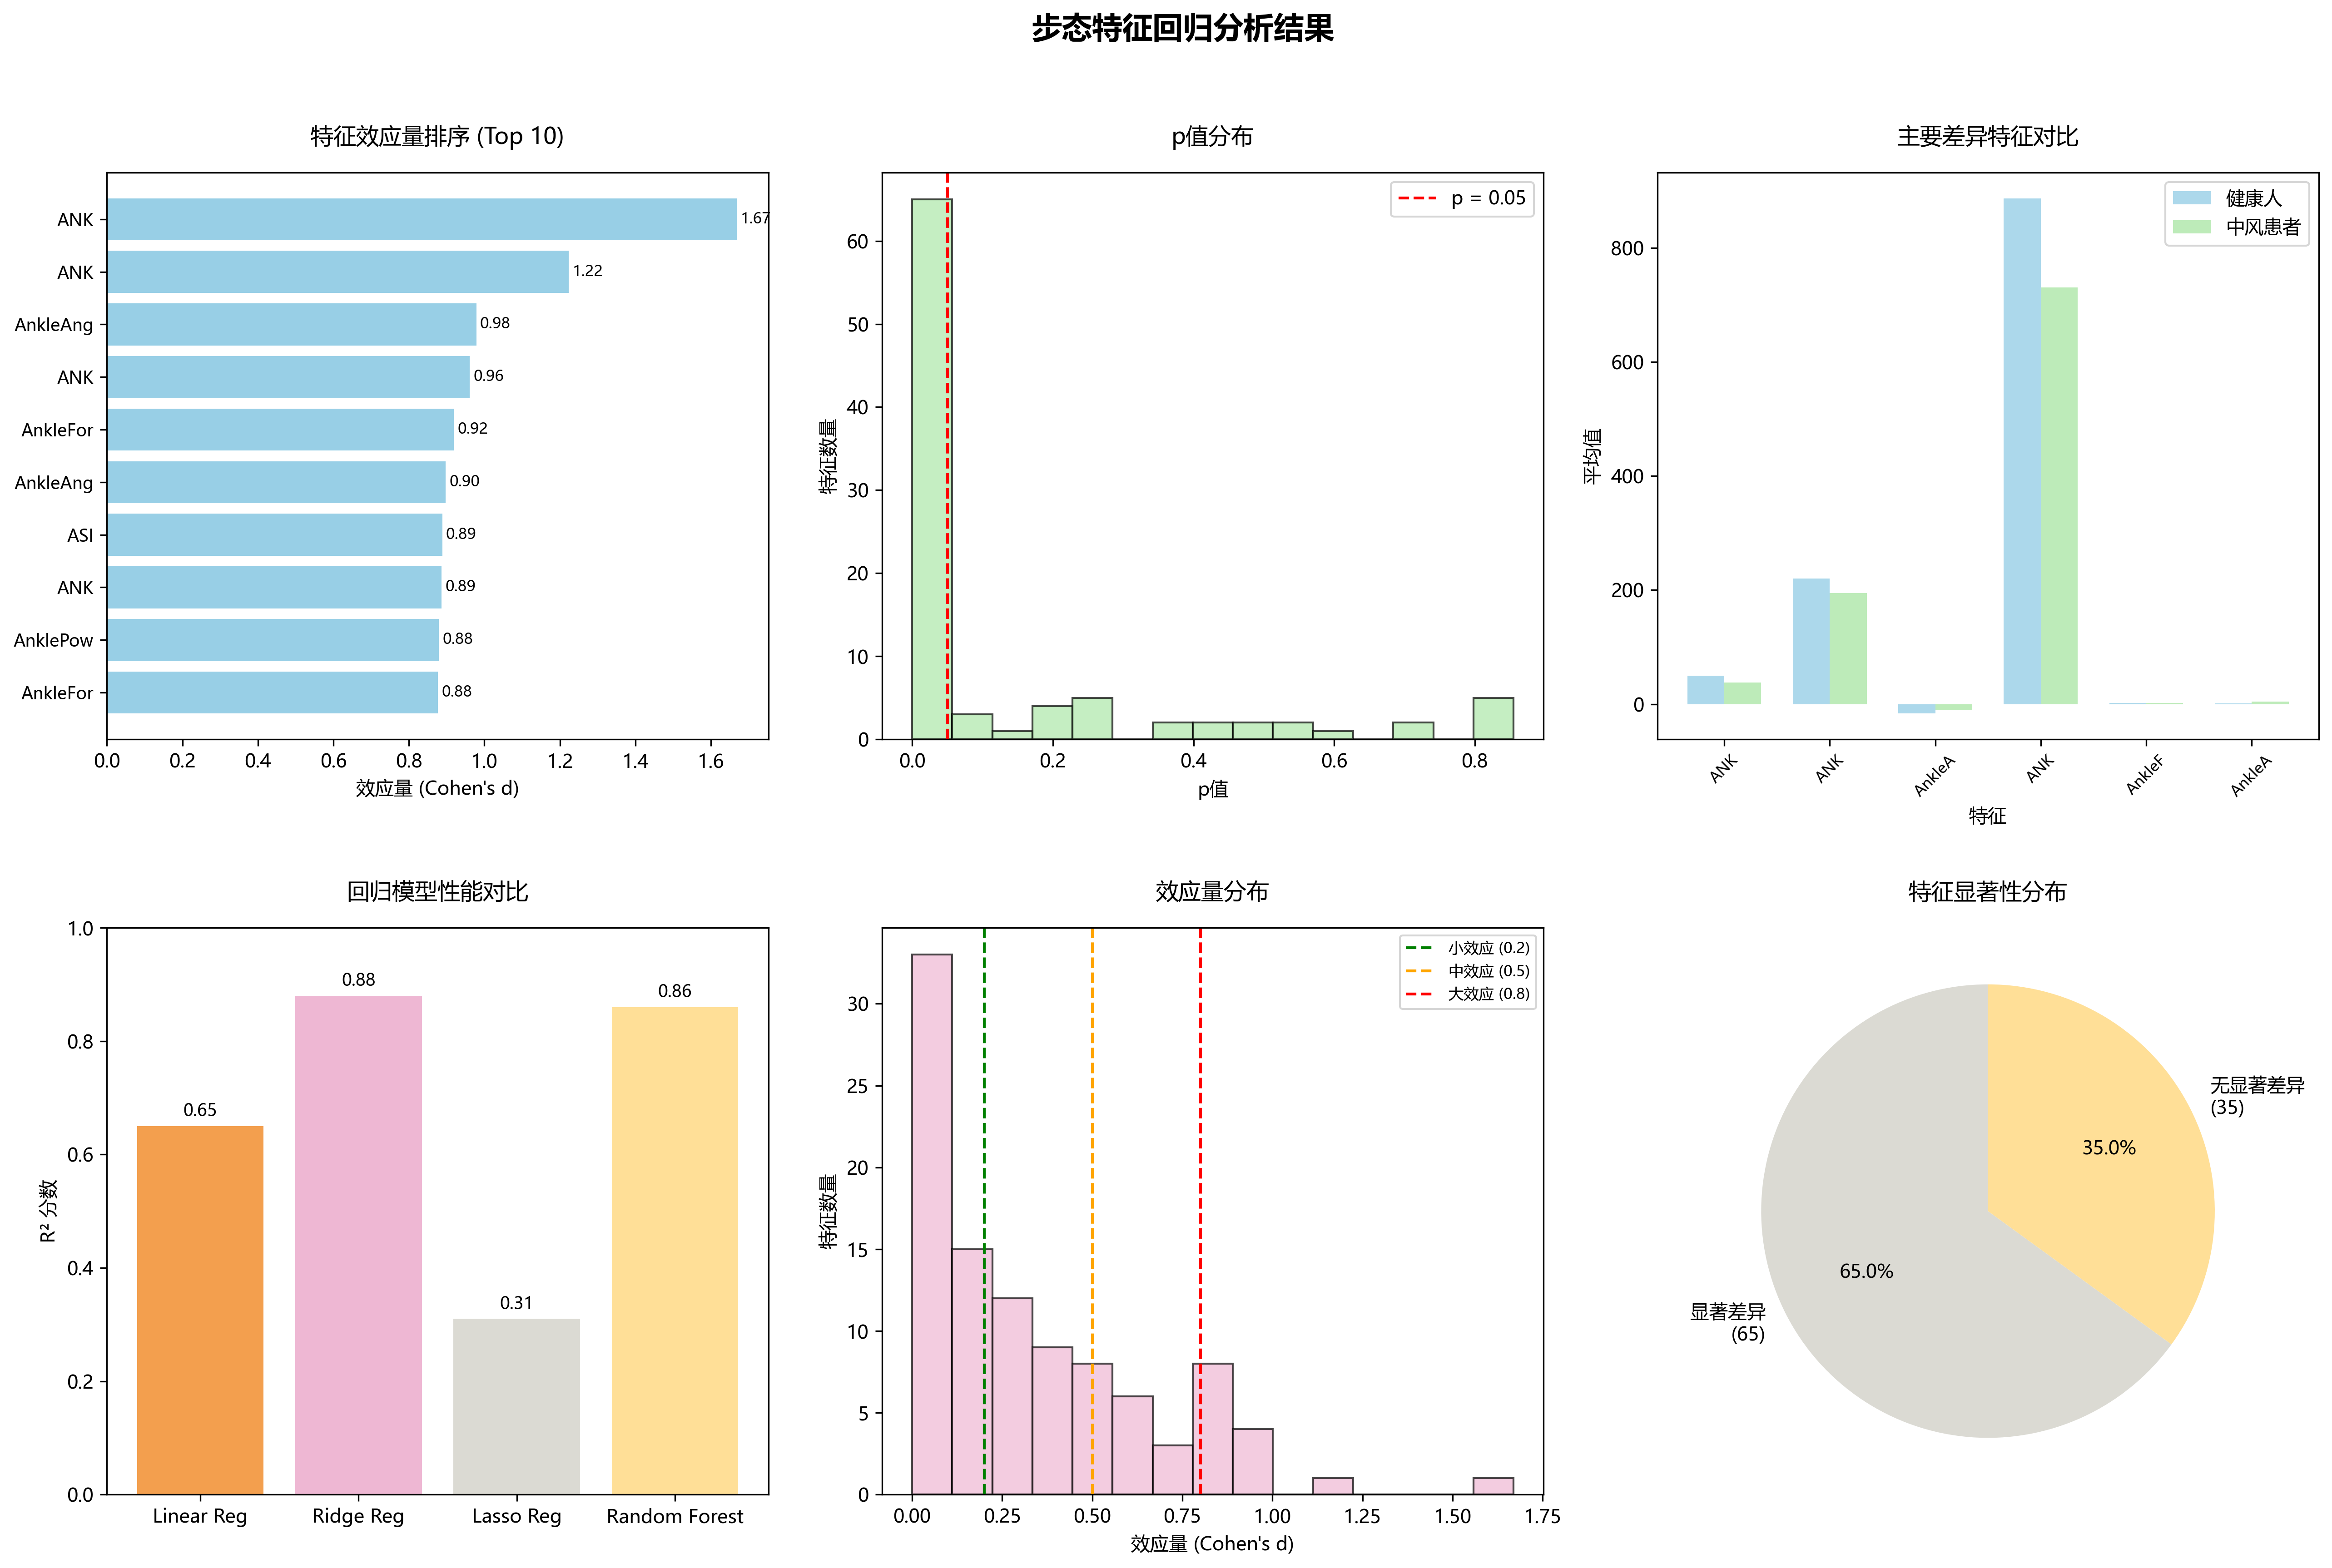 步态特征回归分析结果
特征效应量排序 (Top 10)
ANK
ANK
AnkleAng
ANK
AnkleFor
AnkleAng
ASI
ANK
AnklePow
AnkleFor
1.67
1.22
0.98
0.96
0.92
0.90
0.89
0.89
0.88
0.88
0.0 0.2 0.4 0.6 0.8 1.0 1.2 1.4 1.6
效应量 (Cohen's d)
p值分布
特征数量
60
50
40
30
20
10
0
p = 0.05
0.0 0.2 0.4 0.6 0.8
p值
主要差异特征对比
平均值
800
600
400
200
0
健康人
中风患者
ANK ANK AnkleA ANK AnkleF AnkleA
特征
回归模型性能对比
R² 分数
1.0
0.8
0.6
0.4
0.2
0.0
0.65
0.88
0.31
0.86
Linear Reg Ridge Reg Lasso Reg Random Forest
效应量分布
特征数量
30
25
20
15
10
5
0
小效应 (0.2)
中效应 (0.5)
大效应 (0.8)
0.00 0.25 0.50 0.75 1.00 1.25 1.50 1.75
效应量 (Cohen's d)
特征显著性分布
无显著差异
(35)
35.0%
65.0%
显著差异
(65)